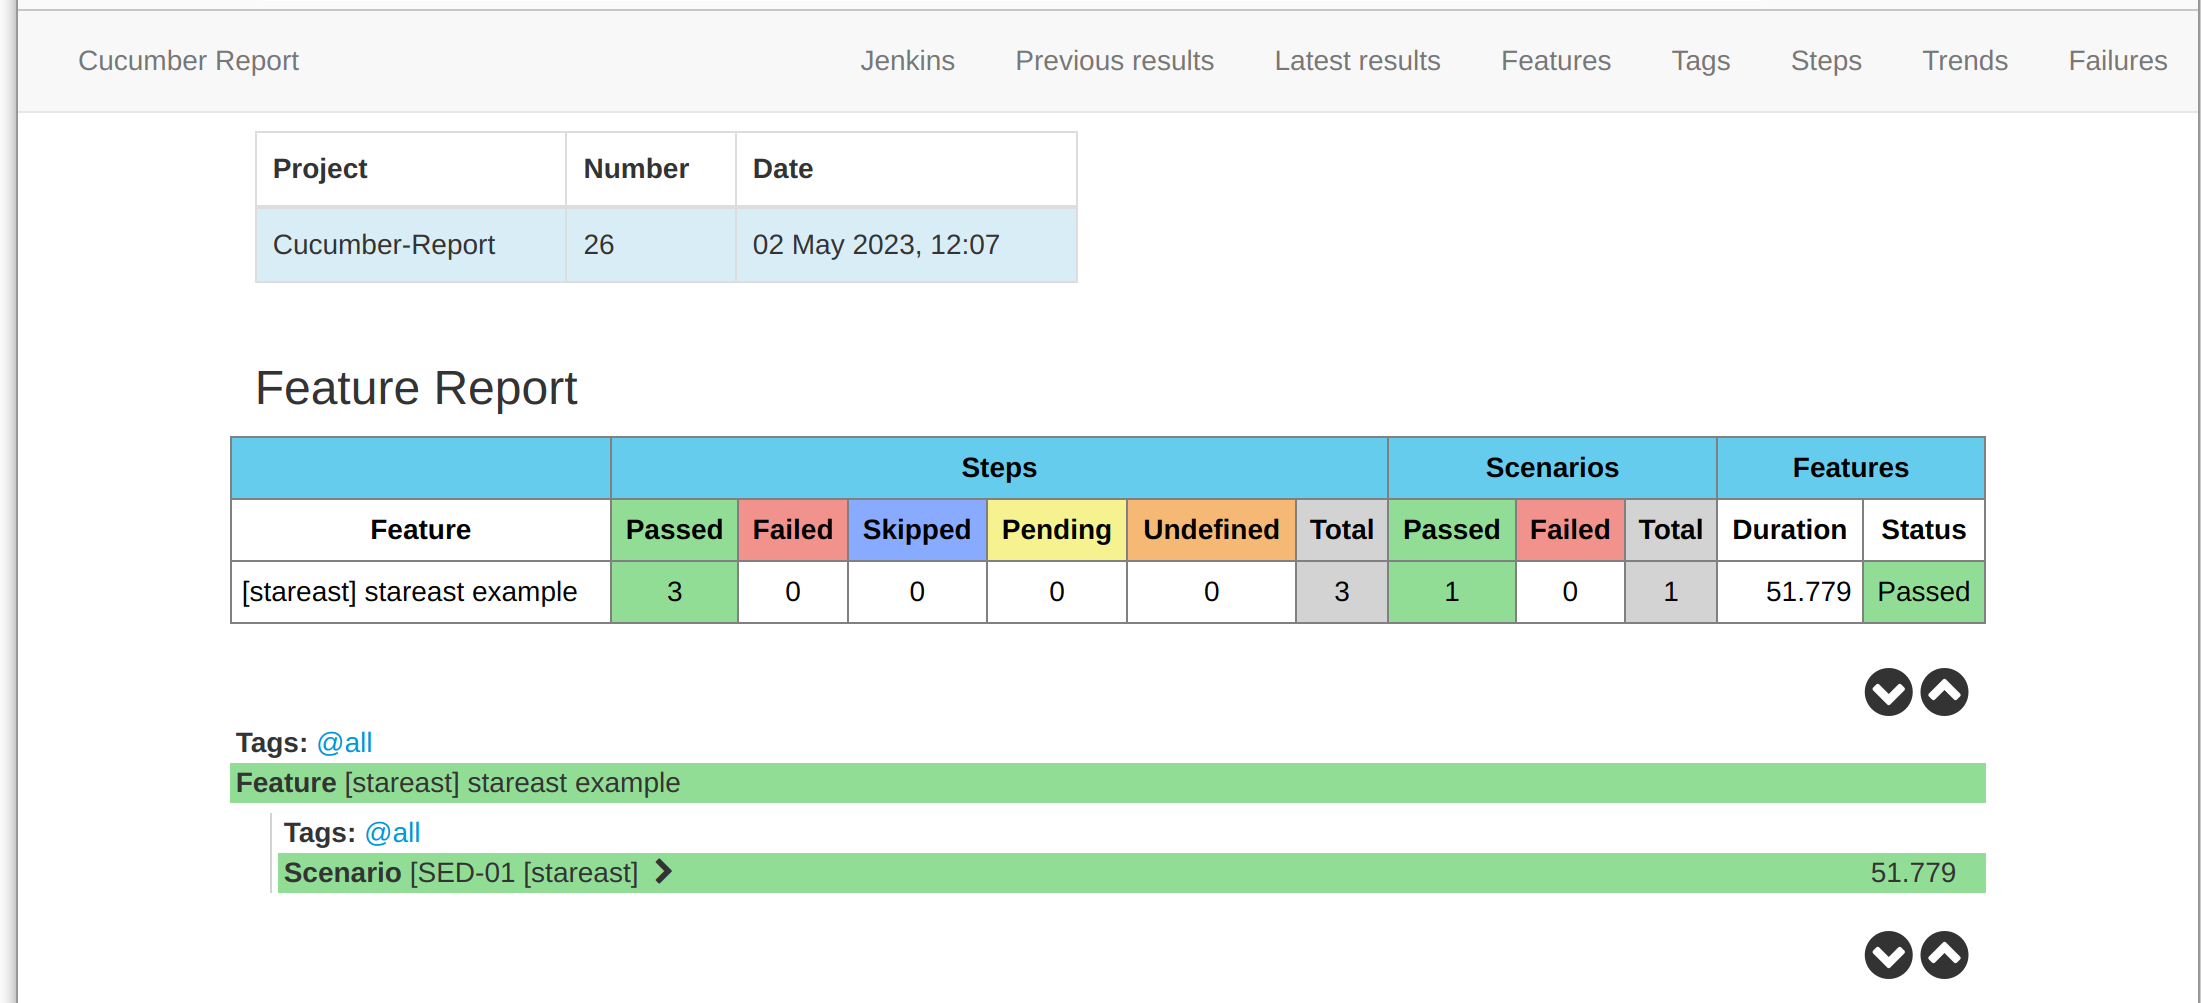 Cucumber Report Jenkins Previous results Latest results Features Tags Steps Trends Failures
Project Number Date
Cucumber-Report 26 02 May 2023, 12:07
Feature Report
Steps Scenarios Features
Feature Passed Failed Skipped Pending Undefined Total Passed Failed Total Duration Status
[stareast] stareast example 3 0 0 0 0 3 1 0 1 51.779 Passed
Tags: @all
Feature [stareast] stareast example
Tags: @all
Scenario [SED-01 [stareast] 51.779